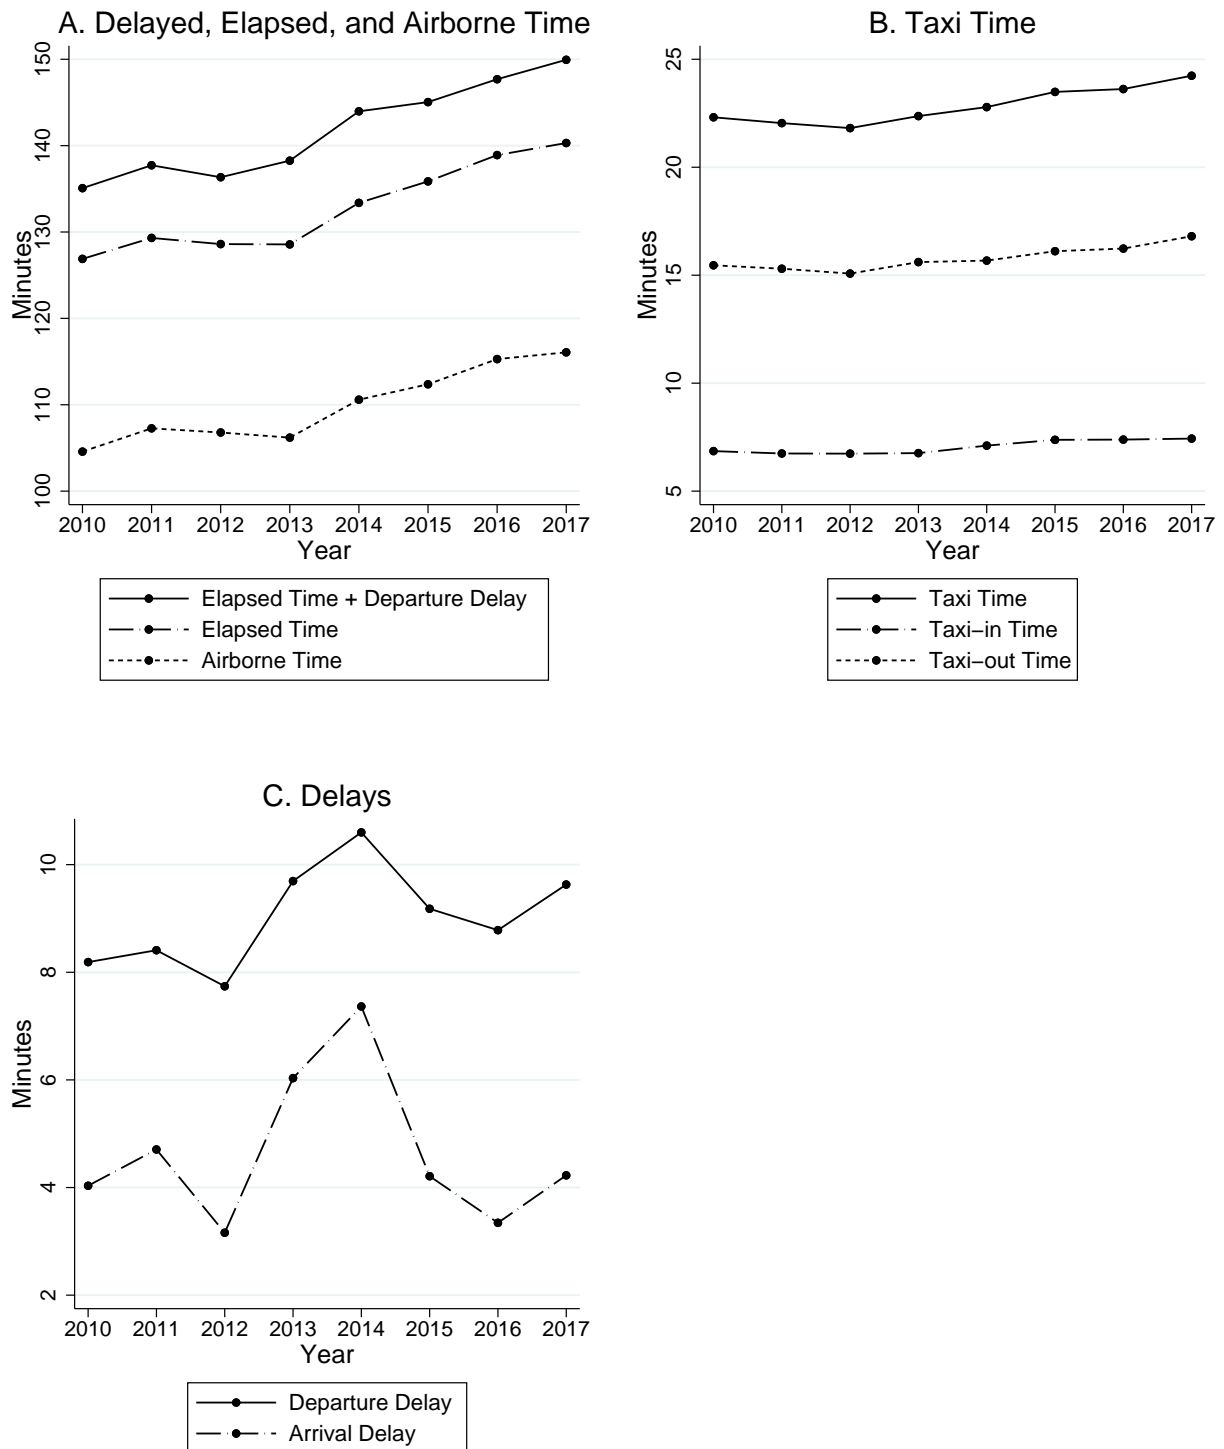 A. Delayed, Elapsed, and Airborne Time
Minutes
150
140
130
120
110
100
2010 2011 2012 2013 2014 2015 2016 2017
Year
Elapsed Time + Departure Delay
Elapsed Time
Airborne Time
B. Taxi Time
Minutes
25
20
15
10
5
2010 2011 2012 2013 2014 2015 2016 2017
Year
Taxi Time
Taxi−in Time
Taxi−out Time
C. Delays
Minutes
10
8
6
4
2
2010 2011 2012 2013 2014 2015 2016 2017
Year
Departure Delay
Arrival Delay